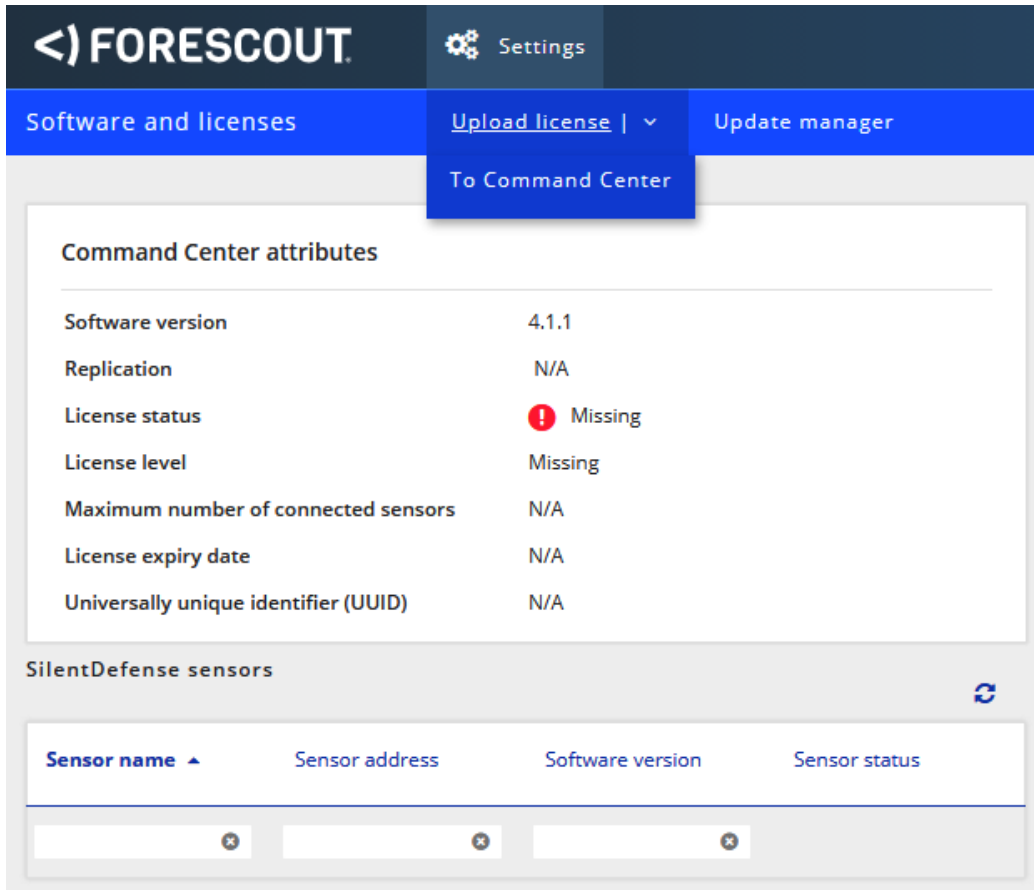 <) FORESCOUT. Settings
Software and licenses Upload license | Update manager
To Command Center
Command Center attributes
Software version 4.1.1
Replication N/A
License status Missing
License level Missing
Maximum number of connected sensors N/A
License expiry date N/A
Universally unique identifier (UUID) N/A
SilentDefense sensors
Sensor name Sensor address Software version Sensor status